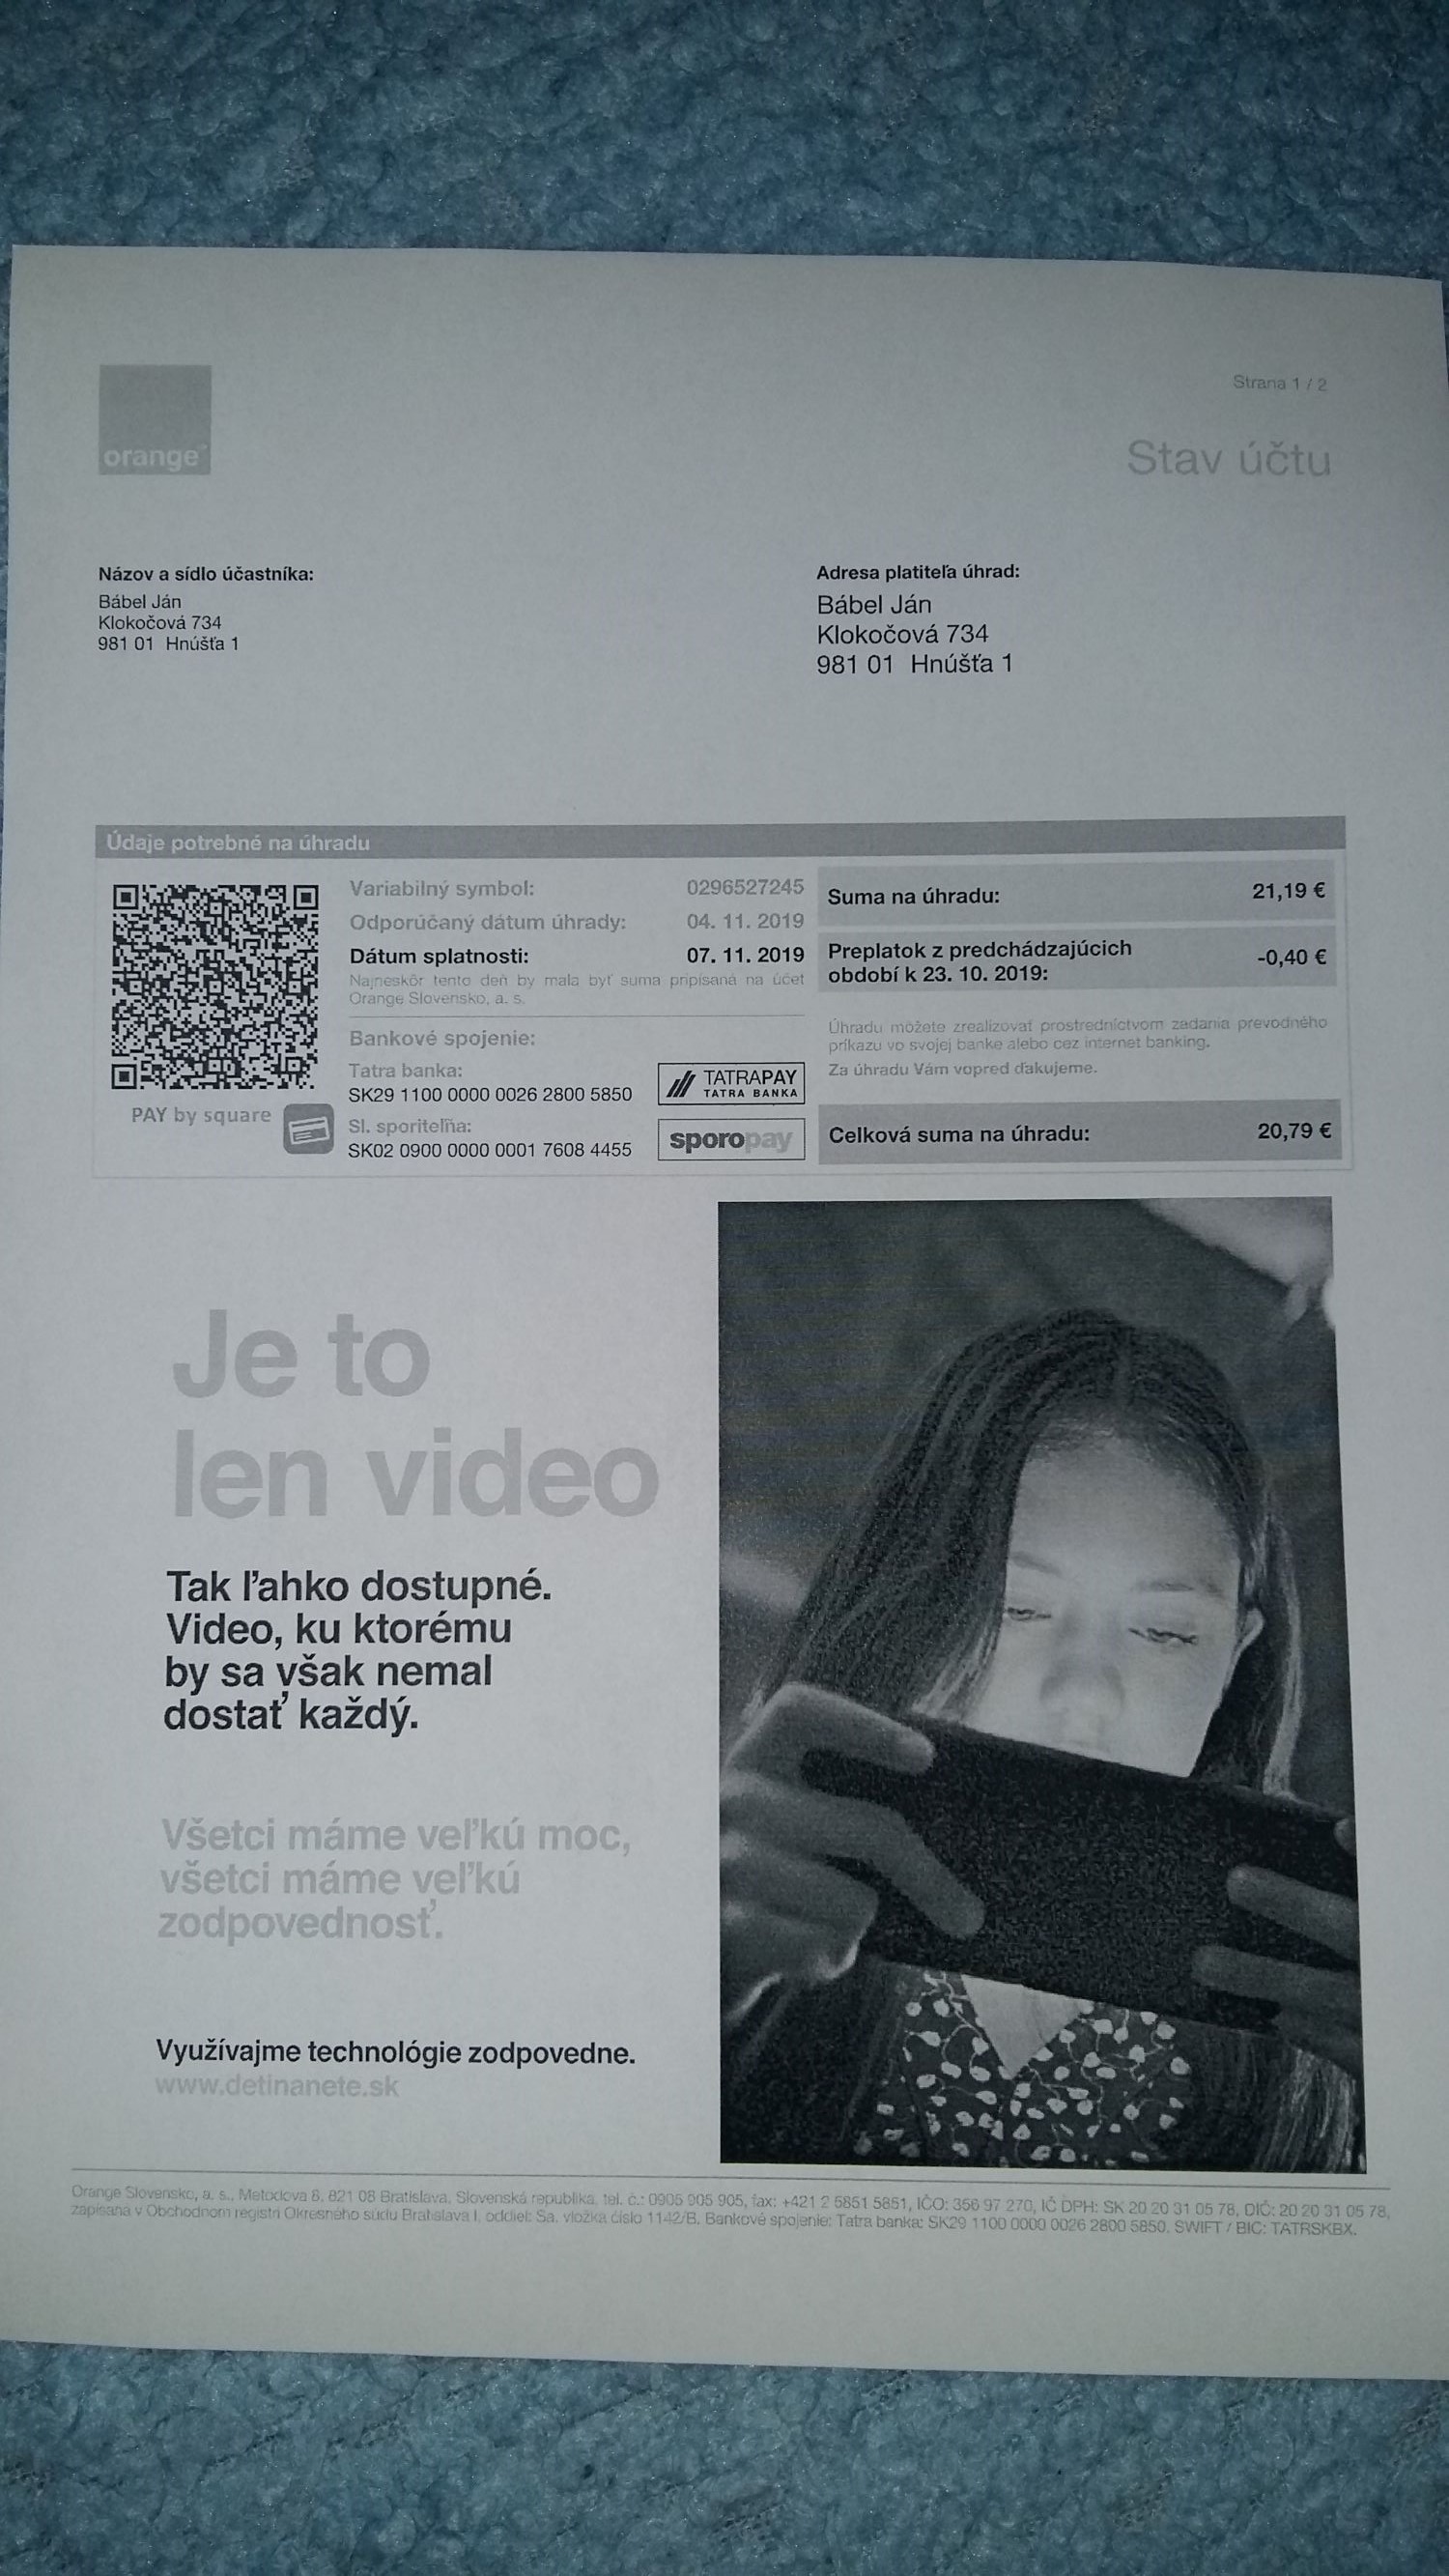 orange
Strana 1 / 2
Stav účtu
Názov a sídlo účastníka:
Bábel Ján
Klokočová 734
981 01 Hnúšťa 1
Adresa platiteľa úhrad:
Bábel Ján
Klokočová 734
981 01 Hnúšťa 1
Údaje potrebné na úhradu
Variabilný symbol: 0296527245
Odporúčaný dátum úhrady: 04. 11. 2019
Dátum splatnosti: 07. 11. 2019
Najneskôr tento deň by mala byť suma pripísaná na účet
Orange Slovensko, a. s.
Bankové spojenie:
Tatra banka:
SK29 1100 0000 0026 2800 5850
TATRAPAY
TATRA BANKA
Sl. sporiteľňa:
SK02 0900 0000 0001 7608 4455
sporopay
PAY by square
Suma na úhradu: 21,19 €
Preplatok z predchádzajúcich
období k 23. 10. 2019: -0,40 €
Úhradu môžete zrealizovať prostredníctvom zadania prevodného
príkazu vo svojej banke alebo cez internet banking.
Za úhradu Vám vopred ďakujeme.
Celková suma na úhradu: 20,79 €
Je to
len video
Tak ľahko dostupné.
Video, ku ktorému
by sa však nemal
dostať každý.
Všetci máme veľkú moc,
všetci máme veľkú
zodpovednosť.
Využívajme technológie zodpovedne.
www.detinanete.sk
Orange Slovensko, a. s., Metodova 8, 821 08 Bratislava, Slovenská republika, tel. č.: 0905 905 905, fax: +421 2 5851 5851, IČO: 356 97 270, IČ DPH: SK 20 20 31 05 78, DIČ: 20 20 31 05 78,
zapísaná v Obchodnom registri Okresného súdu Bratislava I, oddiel: Sa, vložka číslo 1142/B. Bankové spojenie: Tatra banka: SK29 1100 0000 0026 2800 5850. SWIFT / BIC: TATRSKBX.